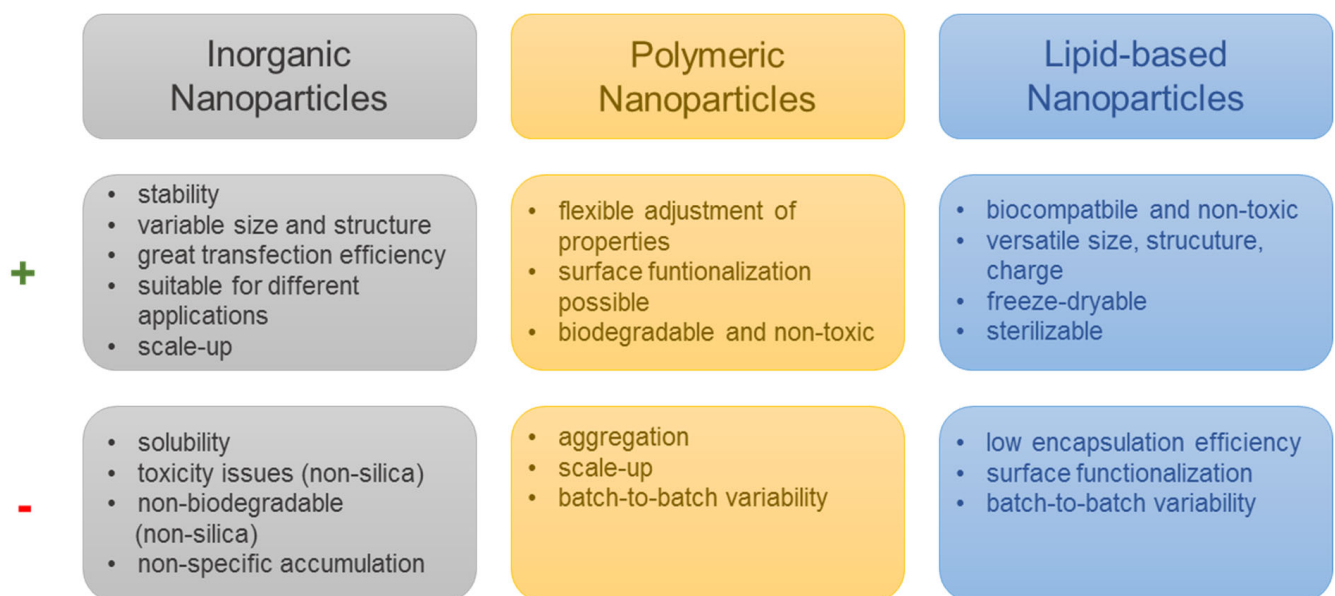 Inorganic
Nanoparticles
Polymeric
Nanoparticles
Lipid-based
Nanoparticles
+
• stability
• variable size and structure
• great transfection efficiency
• suitable for different
applications
• scale-up
• flexible adjustment of
properties
• surface funtionalization
possible
• biodegradable and non-toxic
• biocompatbile and non-toxic
• versatile size, strucuture,
charge
• freeze-dryable
• sterilizable
-
• solubility
• toxicity issues (non-silica)
• non-biodegradable
(non-silica)
• non-specific accumulation
• aggregation
• scale-up
• batch-to-batch variability
• low encapsulation efficiency
• surface functionalization
• batch-to-batch variability